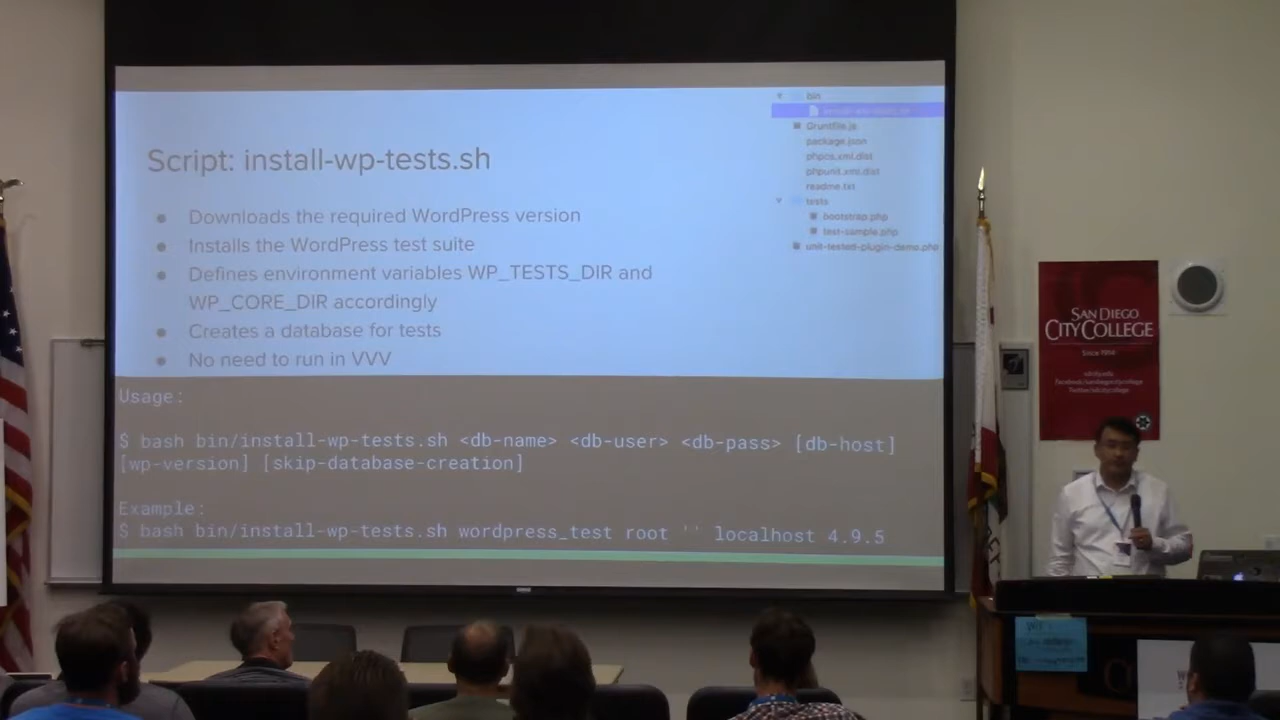 Script: install-wp-tests.sh
Downloads the required WordPress version
Installs the WordPress test suite
Defines environment variables WP_TESTS_DIR and
WP_CORE_DIR accordingly
Creates a database for tests
No need to run in VVV
bin
Gruntfile.js
package.json
phpcs.xml.dist
phpunit.xml.dist
readme.txt
tests
bootstrap.php
test-sample.php
unit-tested-plugin-demo.php
Usage:
$ bash bin/install-wp-tests.sh <db-name> <db-user> <db-pass> [db-host]
[wp-version] [skip-database-creation]
Example:
$ bash bin/install-wp-tests.sh wordpress_test root '' localhost 4.9.5
SAN DIEGO
CITY COLLEGE
Since 1914